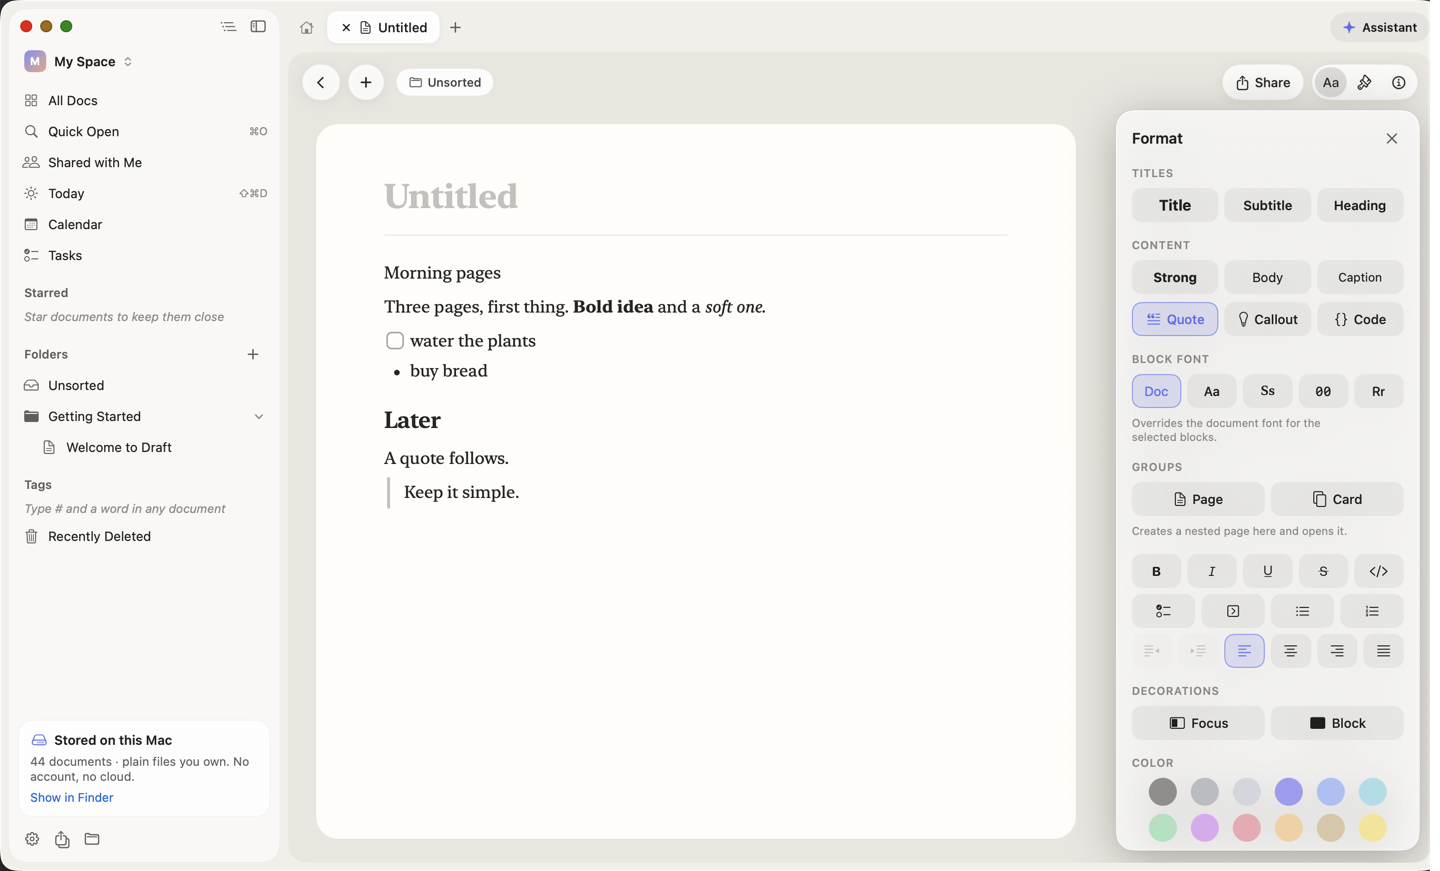 Untitled
Assistant
M My Space
All Docs
Quick Open ⌘O
Shared with Me
Today ⇧⌘D
Calendar
Tasks
Starred
Star documents to keep them close
Folders
Unsorted
Getting Started
Welcome to Draft
Tags
Type # and a word in any document
Recently Deleted
Stored on this Mac
44 documents · plain files you own. No
account, no cloud.
Show in Finder
Unsorted
Share
Aa
Untitled
Morning pages
Three pages, first thing. Bold idea and a soft one.
water the plants
• buy bread
Later
A quote follows.
Keep it simple.
Format
TITLES
Title Subtitle Heading
CONTENT
Strong Body Caption
Quote Callout {} Code
BLOCK FONT
Doc Aa Ss 00 Rr
Overrides the document font for the
selected blocks.
GROUPS
Page Card
Creates a nested page here and opens it.
B I U S </>
DECORATIONS
Focus Block
COLOR